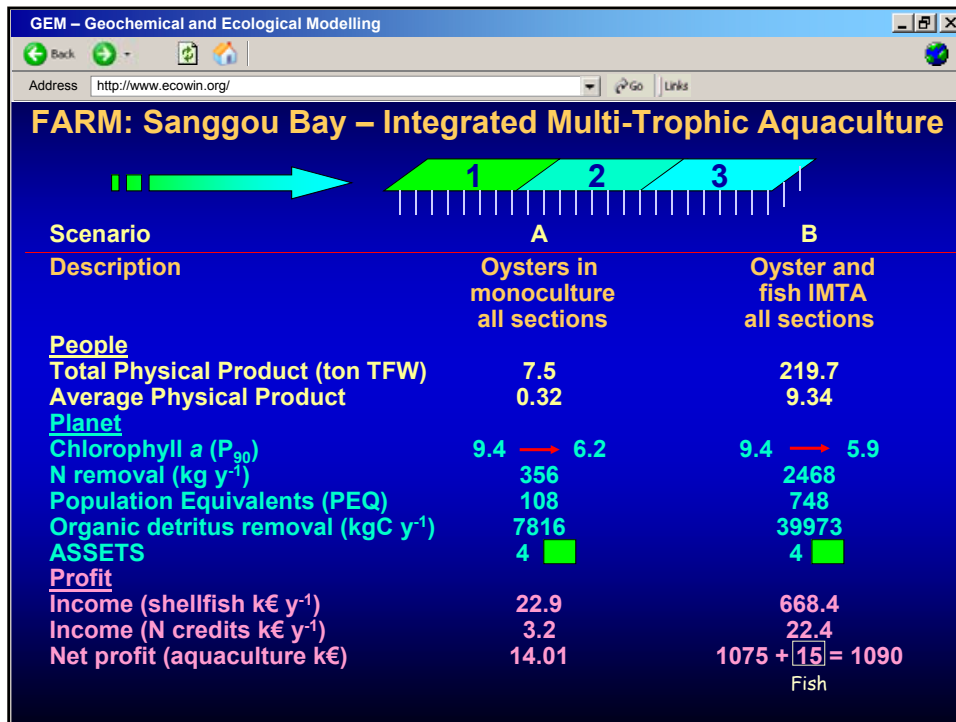 GEM – Geochemical and Ecological Modelling
Back
Address http://www.ecowin.org/ Go Links
FARM: Sanggou Bay – Integrated Multi-Trophic Aquaculture
1 2 3
Scenario A B
Description Oysters in Oyster and
monoculture fish IMTA
all sections all sections
People
Total Physical Product (ton TFW) 7.5 219.7
Average Physical Product 0.32 9.34
Planet
Chlorophyll a (P90) 9.4 → 6.2 9.4 → 5.9
N removal (kg y-1) 356 2468
Population Equivalents (PEQ) 108 748
Organic detritus removal (kgC y-1) 7816 39973
ASSETS 4 4
Profit
Income (shellfish k€ y-1) 22.9 668.4
Income (N credits k€ y-1) 3.2 22.4
Net profit (aquaculture k€) 14.01 1075 + 15 = 1090
Fish